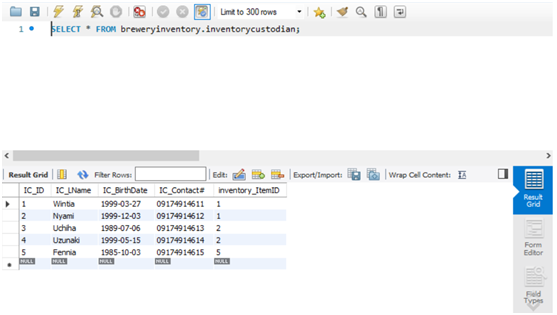 Limit to 300 rows
1 SELECT * FROM breweryinventory.inventorycustodian;
Result Grid Filter Rows: Edit: Export/Import: Wrap Cell Content:
IC_ID IC_LName IC_BirthDate IC_Contact# inventory_ItemID
1 Wintia 1999-03-27 09174914611 1
2 Nyami 1999-12-03 09174914612 1
3 Uchiha 1989-07-06 09174914613 2
4 Uzunaki 1999-05-15 09174914614 2
5 Fennia 1985-10-03 09174914615 5
NULL NULL NULL NULL NULL
Result
Grid
Form
Editor
Field
Types